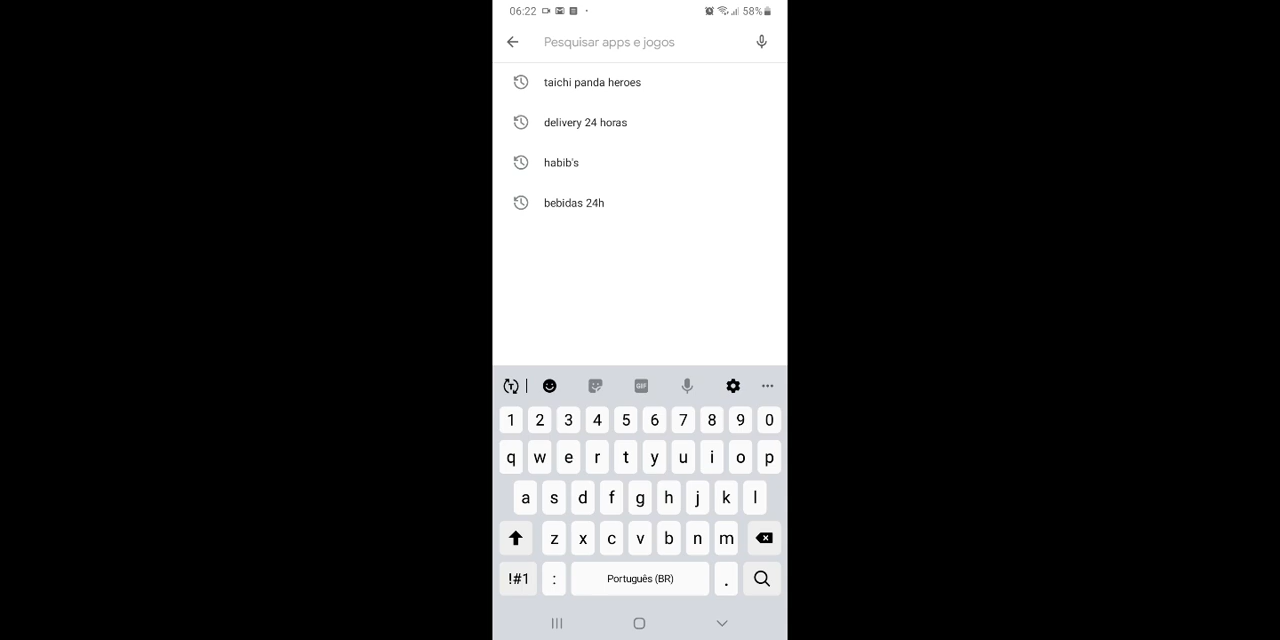 06:22 58%
Pesquisar apps e jogos
taichi panda heroes
delivery 24 horas
habib's
bebidas 24h
GIF
1 2 3 4 5 6 7 8 9 0
q w e r t y u i o p
a s d f g h j k l
z x c v b n m
!#1 : Português (BR) .